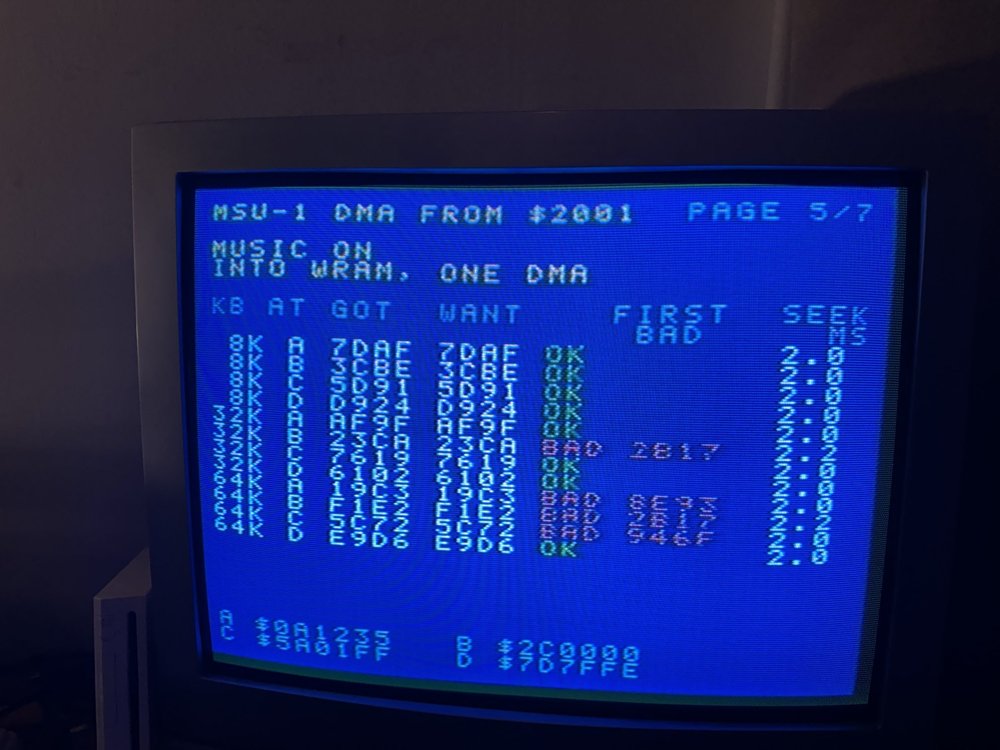 MSU-1 DMA FROM $2001 PAGE 5/7
MUSIC ON
INTO WRAM, ONE DMA
KB AT GOT WANT FIRST BAD SEEK MS
8K A 7DAF 7DAF OK 2.0
8K B 3CBE 3CBE OK 2.0
8K C 5D91 5D91 OK 2.0
8K D D924 D924 OK 2.0
32K A AF9F AF9F OK 2.0
32K B 23CA 23CA BAD 2B17 2.2
32K C 7619 7619 OK 2.0
32K D 6102 6102 OK 2.0
64K A 19C3 19C3 BAD 8E93 2.0
64K B F1E2 F1E2 BAD 2B17 2.2
64K C 5C72 5C72 BAD 946F 2.0
64K D E9D6 E9D6 OK 2.0
A $0A1235 B $2C0000
C $5A01FF D $7D7FFE